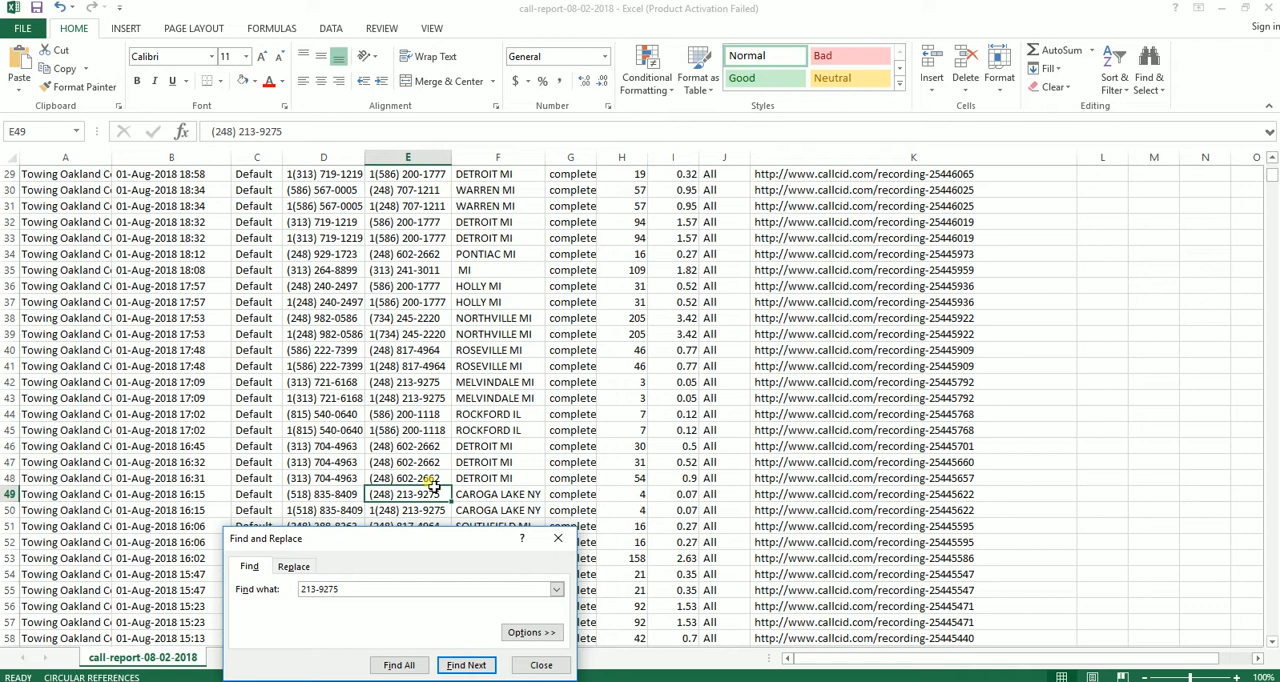 call-report-08-02-2018 - Excel (Product Activation Failed)
FILE HOME INSERT PAGE LAYOUT FORMULAS DATA REVIEW VIEW Sign in
Cut
Copy
Format Painter
Paste
Clipboard
Calibri 11
B I U
Font
Wrap Text
Merge & Center
Alignment
General
$ % ,
Number
Conditional Formatting
Format as Table
Normal Bad
Good Neutral
Styles
Insert Delete Format
Cells
AutoSum
Fill
Clear
Sort & Filter
Find & Select
Editing
E49 fx (248) 213-9275
A B C D E F G H I J K L M N O
29 Towing Oakland Co 01-Aug-2018 18:58 Default 1(313) 719-1219 1(586) 200-1777 DETROIT MI complete 19 0.32 All http://www.callcid.com/recording-25446065
30 Towing Oakland Co 01-Aug-2018 18:34 Default (586) 567-0005 (248) 707-1211 WARREN MI complete 57 0.95 All http://www.callcid.com/recording-25446025
31 Towing Oakland Co 01-Aug-2018 18:34 Default 1(586) 567-0005 1(248) 707-1211 WARREN MI complete 57 0.95 All http://www.callcid.com/recording-25446025
32 Towing Oakland Co 01-Aug-2018 18:32 Default (313) 719-1219 (586) 200-1777 DETROIT MI complete 94 1.57 All http://www.callcid.com/recording-25446019
33 Towing Oakland Co 01-Aug-2018 18:32 Default 1(313) 719-1219 1(586) 200-1777 DETROIT MI complete 94 1.57 All http://www.callcid.com/recording-25446019
34 Towing Oakland Co 01-Aug-2018 18:12 Default (248) 929-1723 (248) 602-2662 PONTIAC MI complete 16 0.27 All http://www.callcid.com/recording-25445973
35 Towing Oakland Co 01-Aug-2018 18:08 Default (313) 264-8899 (313) 241-3011 MI complete 109 1.82 All http://www.callcid.com/recording-25445959
36 Towing Oakland Co 01-Aug-2018 17:57 Default (248) 240-2497 (586) 200-1777 HOLLY MI complete 31 0.52 All http://www.callcid.com/recording-25445936
37 Towing Oakland Co 01-Aug-2018 17:57 Default 1(248) 240-2497 1(586) 200-1777 HOLLY MI complete 31 0.52 All http://www.callcid.com/recording-25445936
38 Towing Oakland Co 01-Aug-2018 17:53 Default (248) 982-0586 (734) 245-2220 NORTHVILLE MI complete 205 3.42 All http://www.callcid.com/recording-25445922
39 Towing Oakland Co 01-Aug-2018 17:53 Default 1(248) 982-0586 1(734) 245-2220 NORTHVILLE MI complete 205 3.42 All http://www.callcid.com/recording-25445922
40 Towing Oakland Co 01-Aug-2018 17:48 Default (586) 222-7399 (248) 817-4964 ROSEVILLE MI complete 46 0.77 All http://www.callcid.com/recording-25445909
41 Towing Oakland Co 01-Aug-2018 17:48 Default 1(586) 222-7399 1(248) 817-4964 ROSEVILLE MI complete 46 0.77 All http://www.callcid.com/recording-25445909
42 Towing Oakland Co 01-Aug-2018 17:09 Default (313) 721-6168 (248) 213-9275 MELVINDALE MI complete 3 0.05 All http://www.callcid.com/recording-25445792
43 Towing Oakland Co 01-Aug-2018 17:09 Default 1(313) 721-6168 1(248) 213-9275 MELVINDALE MI complete 3 0.05 All http://www.callcid.com/recording-25445792
44 Towing Oakland Co 01-Aug-2018 17:02 Default (815) 540-0640 (586) 200-1118 ROCKFORD IL complete 7 0.12 All http://www.callcid.com/recording-25445768
45 Towing Oakland Co 01-Aug-2018 17:02 Default 1(815) 540-0640 1(586) 200-1118 ROCKFORD IL complete 7 0.12 All http://www.callcid.com/recording-25445768
46 Towing Oakland Co 01-Aug-2018 16:45 Default (313) 704-4963 (248) 602-2662 DETROIT MI complete 30 0.5 All http://www.callcid.com/recording-25445701
47 Towing Oakland Co 01-Aug-2018 16:32 Default (313) 704-4963 (248) 602-2662 DETROIT MI complete 31 0.52 All http://www.callcid.com/recording-25445660
48 Towing Oakland Co 01-Aug-2018 16:31 Default (313) 704-4963 (248) 602-2662 DETROIT MI complete 54 0.9 All http://www.callcid.com/recording-25445657
49 Towing Oakland Co 01-Aug-2018 16:15 Default (518) 835-8409 (248) 213-9275 CAROGA LAKE NY complete 4 0.07 All http://www.callcid.com/recording-25445622
50 Towing Oakland Co 01-Aug-2018 16:15 Default 1(518) 835-8409 1(248) 213-9275 CAROGA LAKE NY complete 4 0.07 All http://www.callcid.com/recording-25445622
51 Towing Oakland Co 01-Aug-2018 16:06 complete 16 0.27 All http://www.callcid.com/recording-25445595
52 Towing Oakland Co 01-Aug-2018 16:06 complete 16 0.27 All http://www.callcid.com/recording-25445595
53 Towing Oakland Co 01-Aug-2018 16:02 complete 158 2.63 All http://www.callcid.com/recording-25445586
54 Towing Oakland Co 01-Aug-2018 15:47 complete 21 0.35 All http://www.callcid.com/recording-25445547
55 Towing Oakland Co 01-Aug-2018 15:47 complete 21 0.35 All http://www.callcid.com/recording-25445547
56 Towing Oakland Co 01-Aug-2018 15:23 complete 92 1.53 All http://www.callcid.com/recording-25445471
57 Towing Oakland Co 01-Aug-2018 15:23 complete 92 1.53 All http://www.callcid.com/recording-25445471
58 Towing Oakland Co 01-Aug-2018 15:13 complete 42 0.7 All http://www.callcid.com/recording-25445440
Find and Replace
Find Replace
Find what: 213-9275
Options >>
Find All Find Next Close
call-report-08-02-2018
READY CIRCULAR REFERENCES 100%